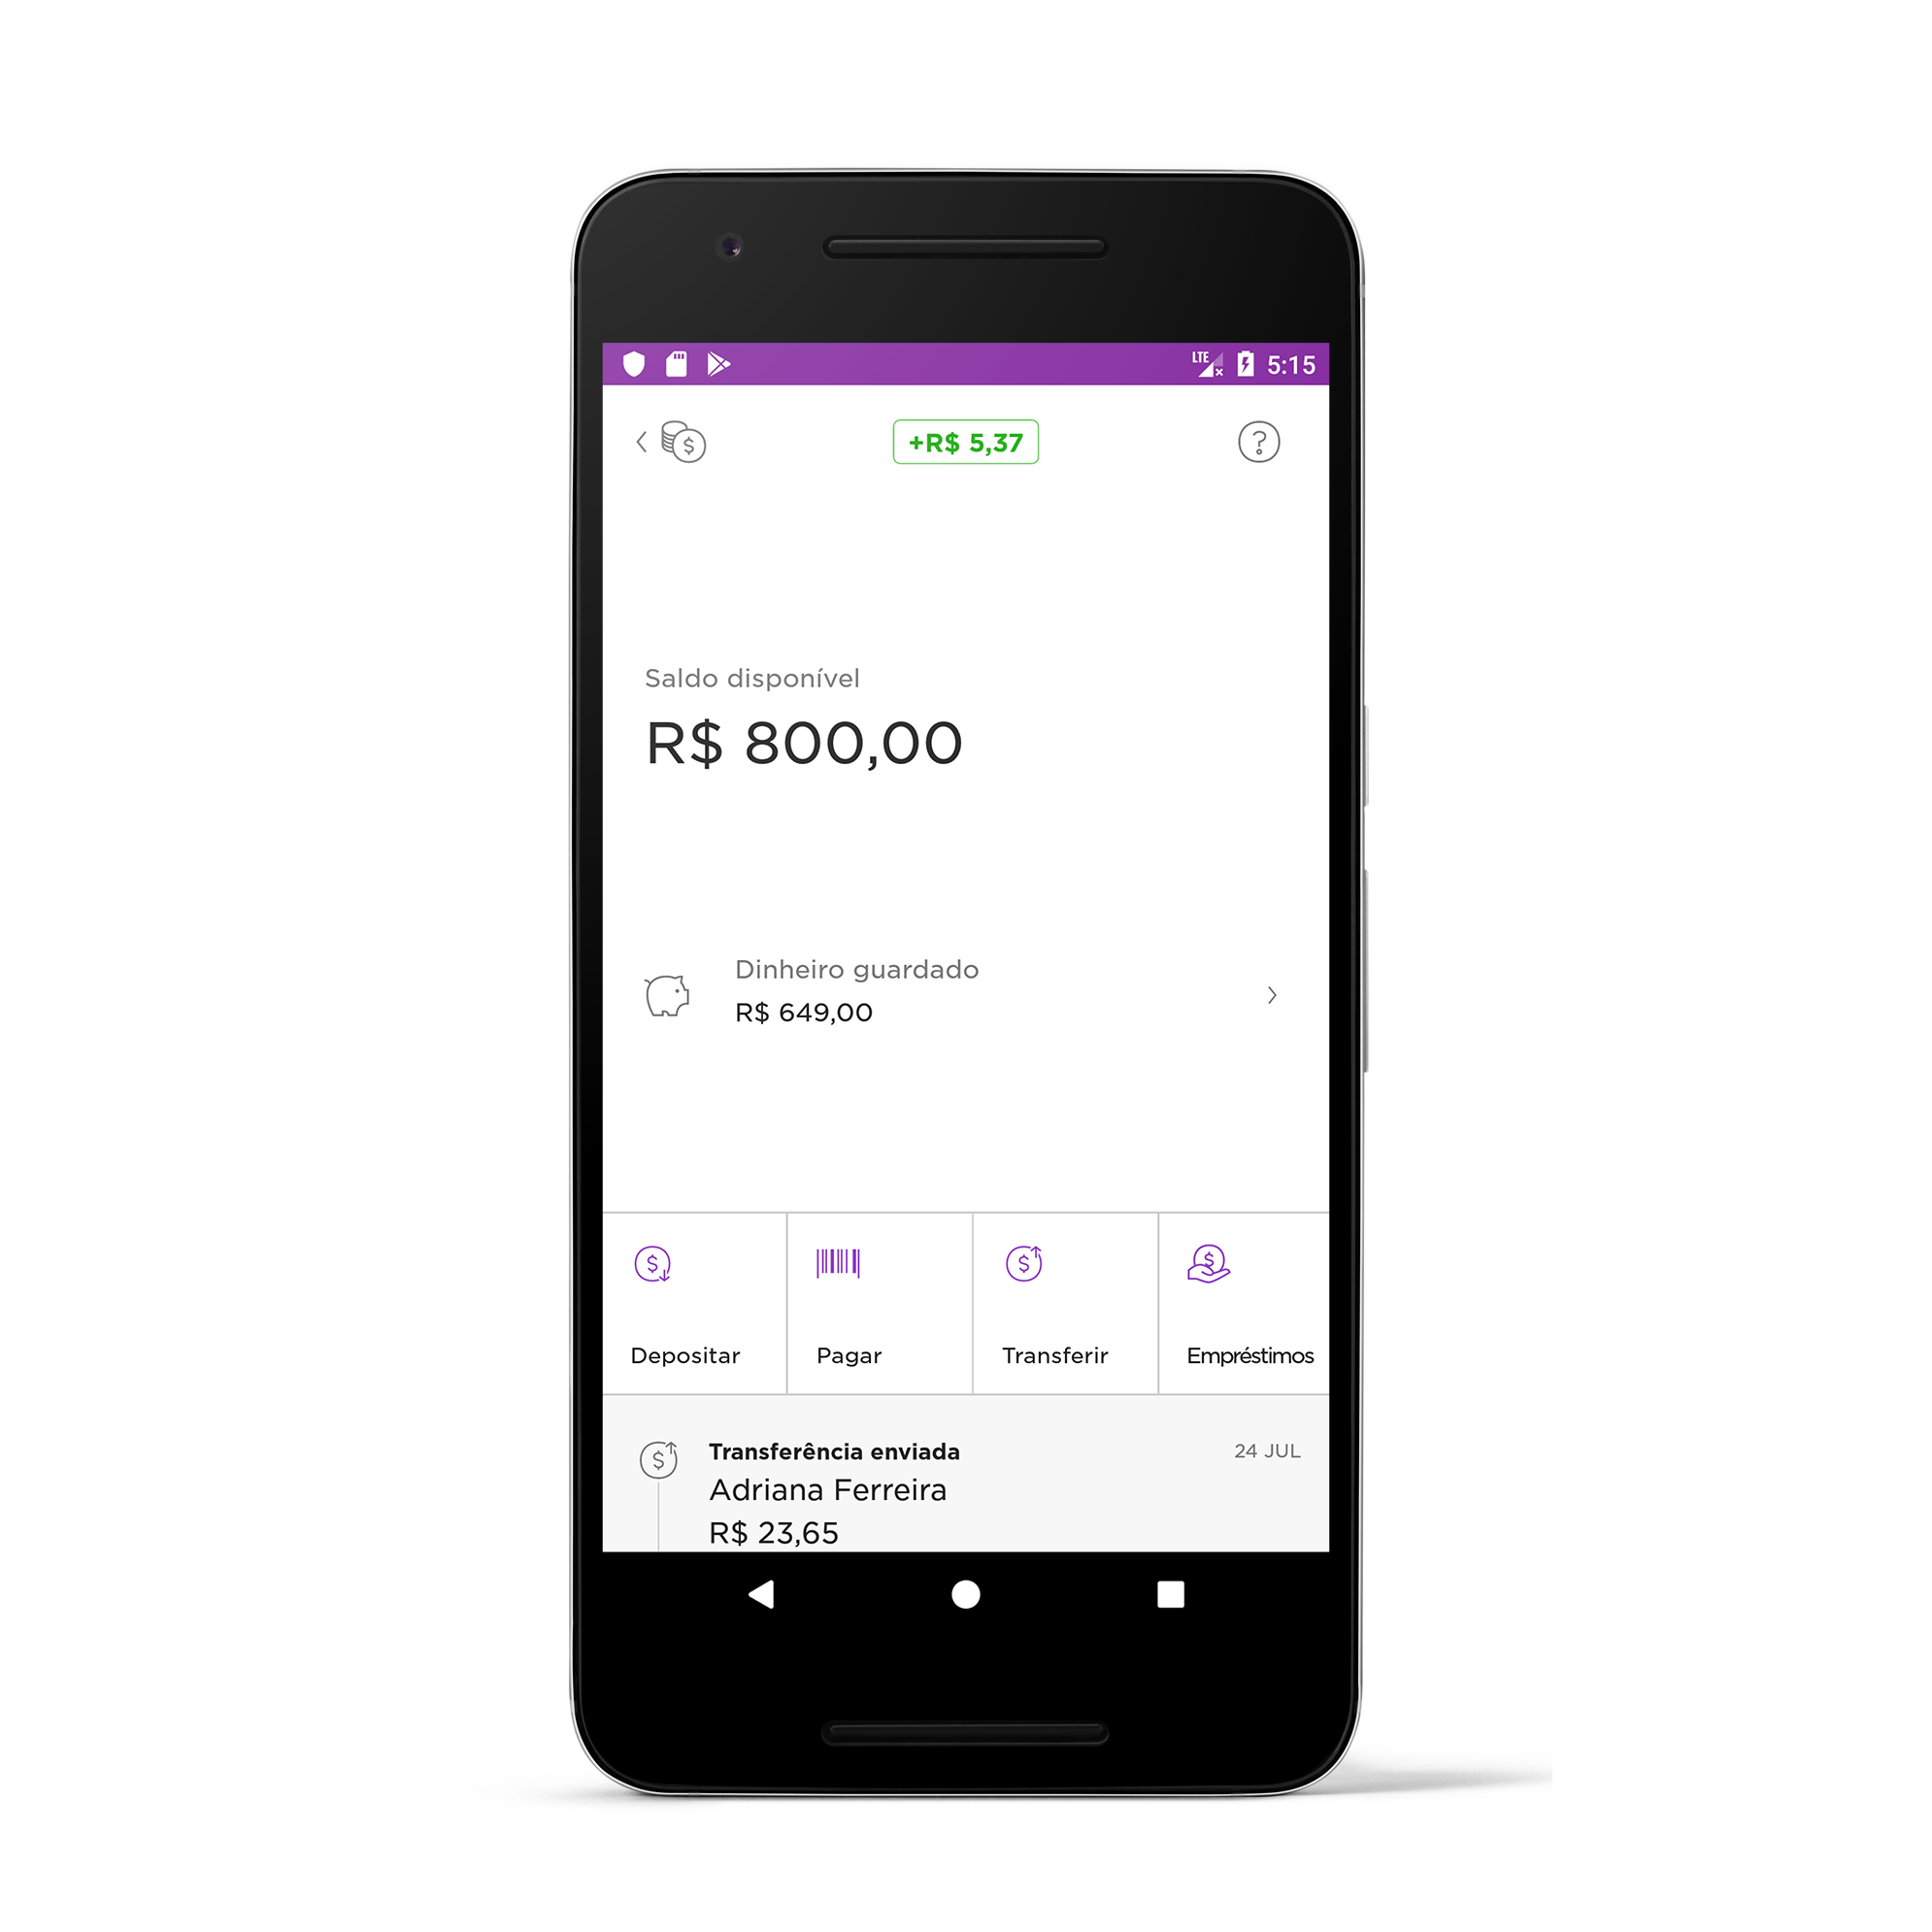 LTE 5:15
+R$ 5,37
Saldo disponível
R$ 800,00
Dinheiro guardado
R$ 649,00
Depositar
Pagar
Transferir
Empréstimos
Transferência enviada
24 JUL
Adriana Ferreira
R$ 23,65